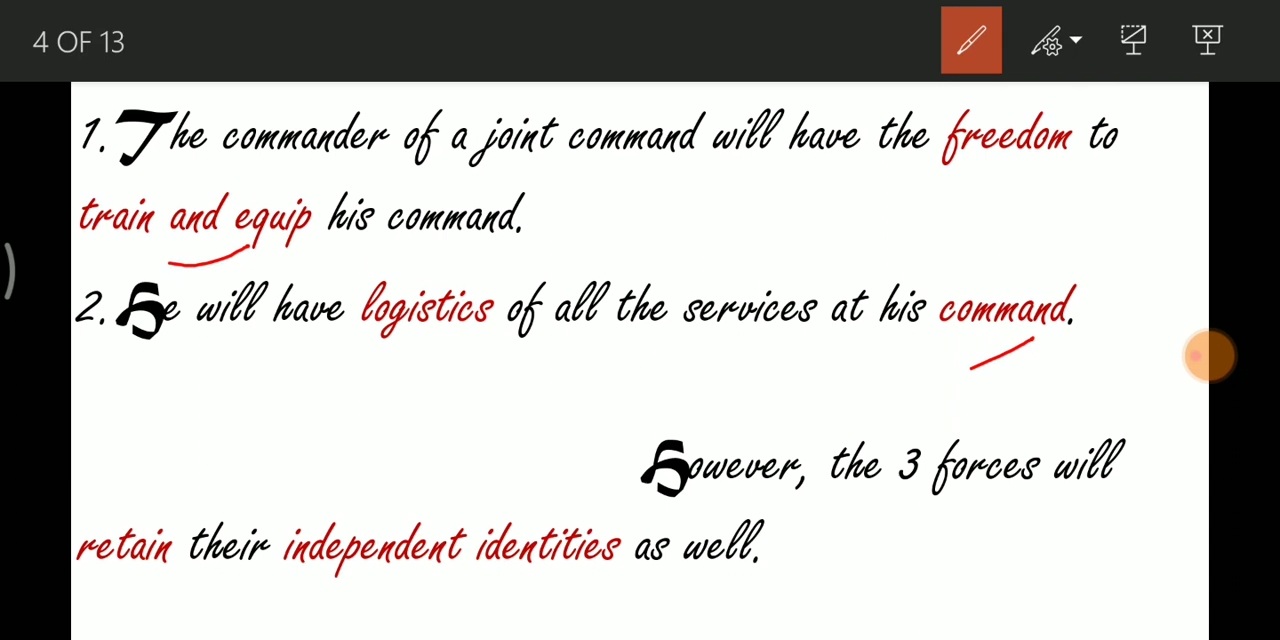 4 OF 13
1. The commander of a joint command will have the freedom to
train and equip his command.
2. He will have logistics of all the services at his command.
However, the 3 forces will
retain their independent identities as well.